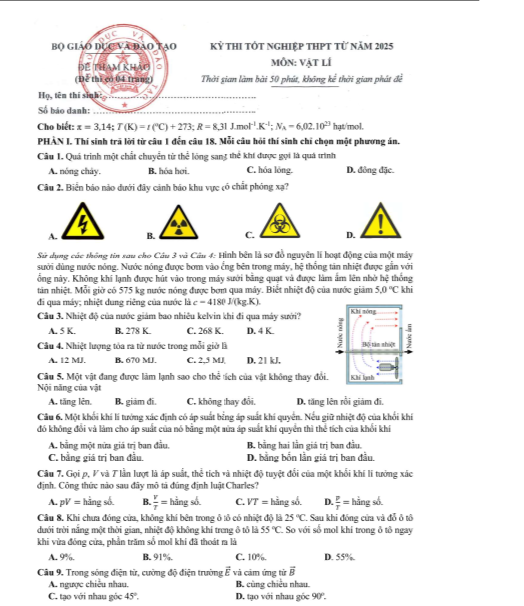 BỘ GIÁO DỤC VÀ ĐÀO TẠO
ĐỀ THAM KHẢO
(Đề thi có 04 trang)
KỲ THI TỐT NGHIỆP THPT TỪ NĂM 2025
MÔN: VẬT LÍ
Thời gian làm bài 50 phút, không kể thời gian phát đề
Họ, tên thí sinh:
Số báo danh:
Cho biết: π = 3,14; T (K) = t (°C) + 273; R = 8,31 J.mol⁻¹.K⁻¹; Nₐ = 6,02.10²³ hạt/mol.
PHẦN I. Thí sinh trả lời từ câu 1 đến câu 18. Mỗi câu hỏi thí sinh chỉ chọn một phương án.
Câu 1. Quá trình một chất chuyển từ thể lỏng sang thể khí được gọi là quá trình
A. nóng chảy. B. hóa hơi. C. hóa lỏng. D. đông đặc.
Câu 2. Biển báo nào dưới đây cảnh báo khu vực có chất phóng xạ?
A. B. C. D.
Sử dụng các thông tin sau cho Câu 3 và Câu 4: Hình bên là sơ đồ nguyên lí hoạt động của một máy
sưởi dùng nước nóng. Nước nóng được bơm vào ống bên trong máy, hệ thống tản nhiệt được gắn với
ống này. Không khí lạnh được hút vào trong máy sưởi bằng quạt và được làm ấm lên nhờ hệ thống
tản nhiệt. Mỗi giờ có 575 kg nước nóng được bơm qua máy. Biết nhiệt độ của nước giảm 5,0 °C khi
đi qua máy; nhiệt dung riêng của nước là c = 4180 J/(kg.K).
Câu 3. Nhiệt độ của nước giảm bao nhiêu kelvin khi đi qua máy sưởi?
A. 5 K. B. 278 K. C. 268 K. D. 4 K.
Câu 4. Nhiệt lượng tỏa ra từ nước trong mỗi giờ là
A. 12 MJ. B. 670 MJ. C. 2,5 MJ. D. 21 kJ.
Khí nóng
Nước nóng
Bộ tản nhiệt
Nước ấm
Khí lạnh
Câu 5. Một vật đang được làm lạnh sao cho thể tích của vật không thay đổi.
Nội năng của vật
A. tăng lên. B. giảm đi. C. không thay đổi. D. tăng lên rồi giảm đi.
Câu 6. Một khối khí lí tưởng xác định có áp suất bằng áp suất khí quyển. Nếu giữ nhiệt độ của khối khí
đó không đổi và làm cho áp suất của nó bằng một nửa áp suất khí quyển thì thể tích của khối khí
A. bằng một nửa giá trị ban đầu. B. bằng hai lần giá trị ban đầu.
C. bằng giá trị ban đầu. D. bằng bốn lần giá trị ban đầu.
Câu 7. Gọi p, V và T lần lượt là áp suất, thể tích và nhiệt độ tuyệt đối của một khối khí lí tưởng xác
định. Công thức nào sau đây mô tả đúng định luật Charles?
A. pV = hằng số. B. V/T = hằng số. C. VT = hằng số. D. p/T = hằng số.
Câu 8. Khi chưa đóng cửa, không khí bên trong ô tô có nhiệt độ là 25 °C. Sau khi đóng cửa và đỗ ô tô
dưới trời nắng một thời gian, nhiệt độ không khí trong ô tô là 55 °C. So với số mol khí trong ô tô ngay
khi vừa đóng cửa, phần trăm số mol khí đã thoát ra là
A. 9%. B. 91%. C. 10%. D. 55%.
Câu 9. Trong sóng điện từ, cường độ điện trường E⃗ và cảm ứng từ B⃗
A. ngược chiều nhau. B. cùng chiều nhau.
C. tạo với nhau góc 45°. D. tạo với nhau góc 90°.